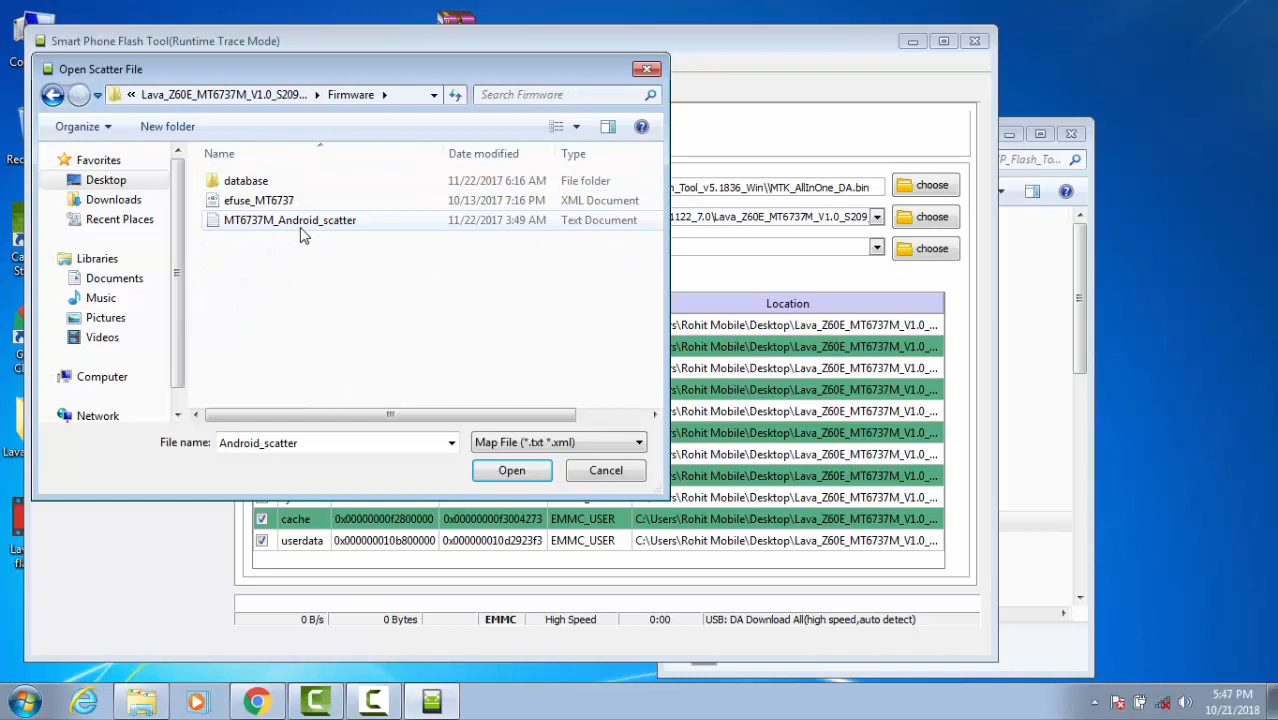 Smart Phone Flash Tool(Runtime Trace Mode)
Open Scatter File
« Lava_Z60E_MT6737M_V1.0_S209... Firmware
Search Firmware
Organize
New folder
Name
Date modified
Type
Favorites
Desktop
Downloads
Recent Places
Libraries
Documents
Music
Pictures
Videos
Computer
Network
database 11/22/2017 6:16 AM File folder
efuse_MT6737 10/13/2017 7:16 PM XML Document
MT6737M_Android_scatter 11/22/2017 3:49 AM Text Document
File name: Android_scatter
Map File (*.txt *.xml)
Open
Cancel
_Tool_v5.1836_Win\\MTK_AllInOne_DA.bin
choose
1122_7.0\Lava_Z60E_MT6737M_V1.0_S209
choose
choose
Location
rs\Rohit Mobile\Desktop\Lava_Z60E_MT6737M_V1.0_...
rs\Rohit Mobile\Desktop\Lava_Z60E_MT6737M_V1.0_...
rs\Rohit Mobile\Desktop\Lava_Z60E_MT6737M_V1.0_...
rs\Rohit Mobile\Desktop\Lava_Z60E_MT6737M_V1.0_...
rs\Rohit Mobile\Desktop\Lava_Z60E_MT6737M_V1.0_...
rs\Rohit Mobile\Desktop\Lava_Z60E_MT6737M_V1.0_...
rs\Rohit Mobile\Desktop\Lava_Z60E_MT6737M_V1.0_...
rs\Rohit Mobile\Desktop\Lava_Z60E_MT6737M_V1.0_...
rs\Rohit Mobile\Desktop\Lava_Z60E_MT6737M_V1.0_...
cache 0x00000000f2800000 0x00000000f3004273 EMMC_USER C:\Users\Rohit Mobile\Desktop\Lava_Z60E_MT6737M_V1.0_...
userdata 0x000000010b800000 0x000000010d2923f3 EMMC_USER C:\Users\Rohit Mobile\Desktop\Lava_Z60E_MT6737M_V1.0_...
0 B/s
0 Bytes
EMMC
High Speed
0:00
USB: DA Download All(high speed,auto detect)
P_Flash_To...
5:47 PM
10/21/2018